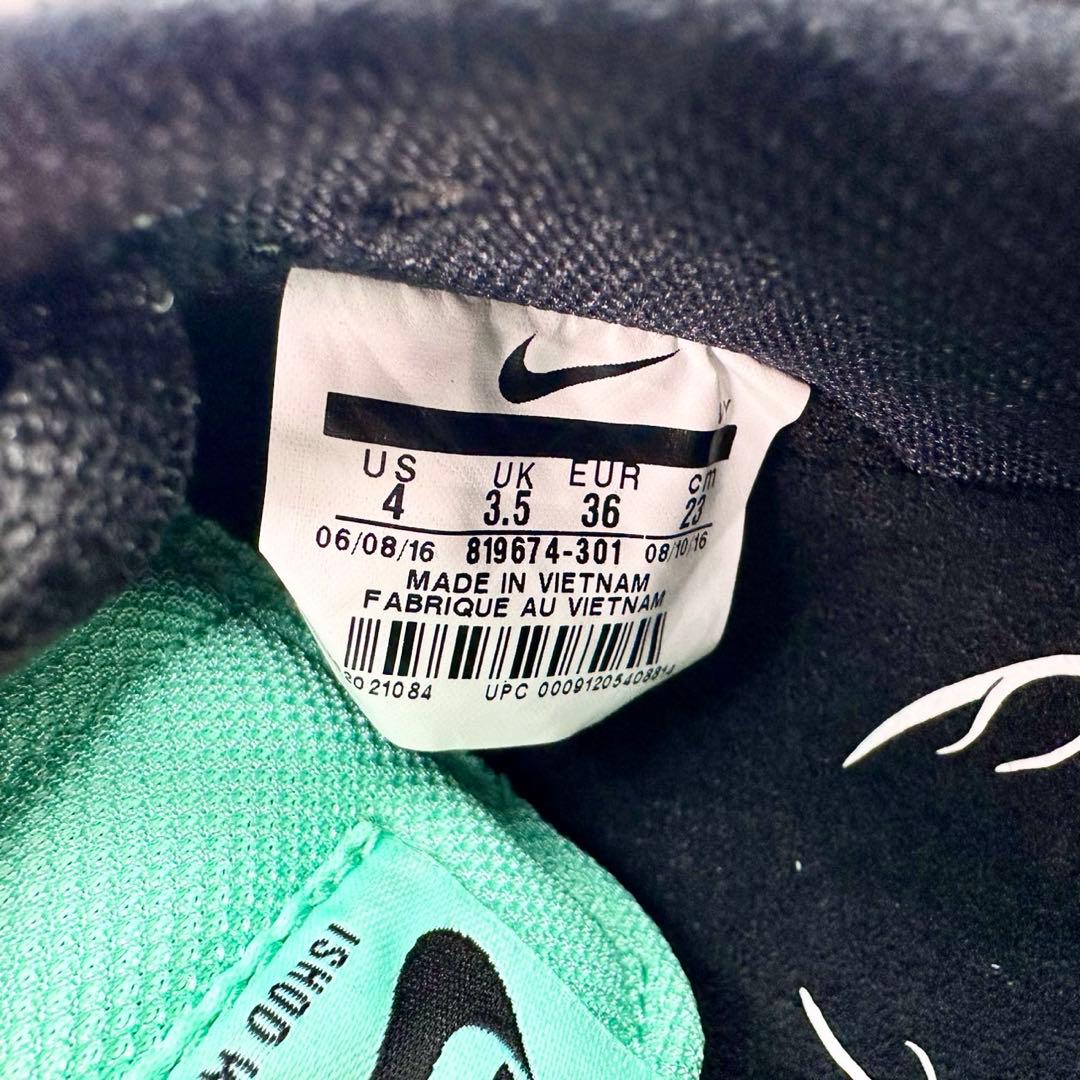 US UK EUR cm
4 3.5 36 23
06/08/16 819674-301 08/10/16
MADE IN VIETNAM
FABRIQUE AU VIETNAM
UPC
ISHOD